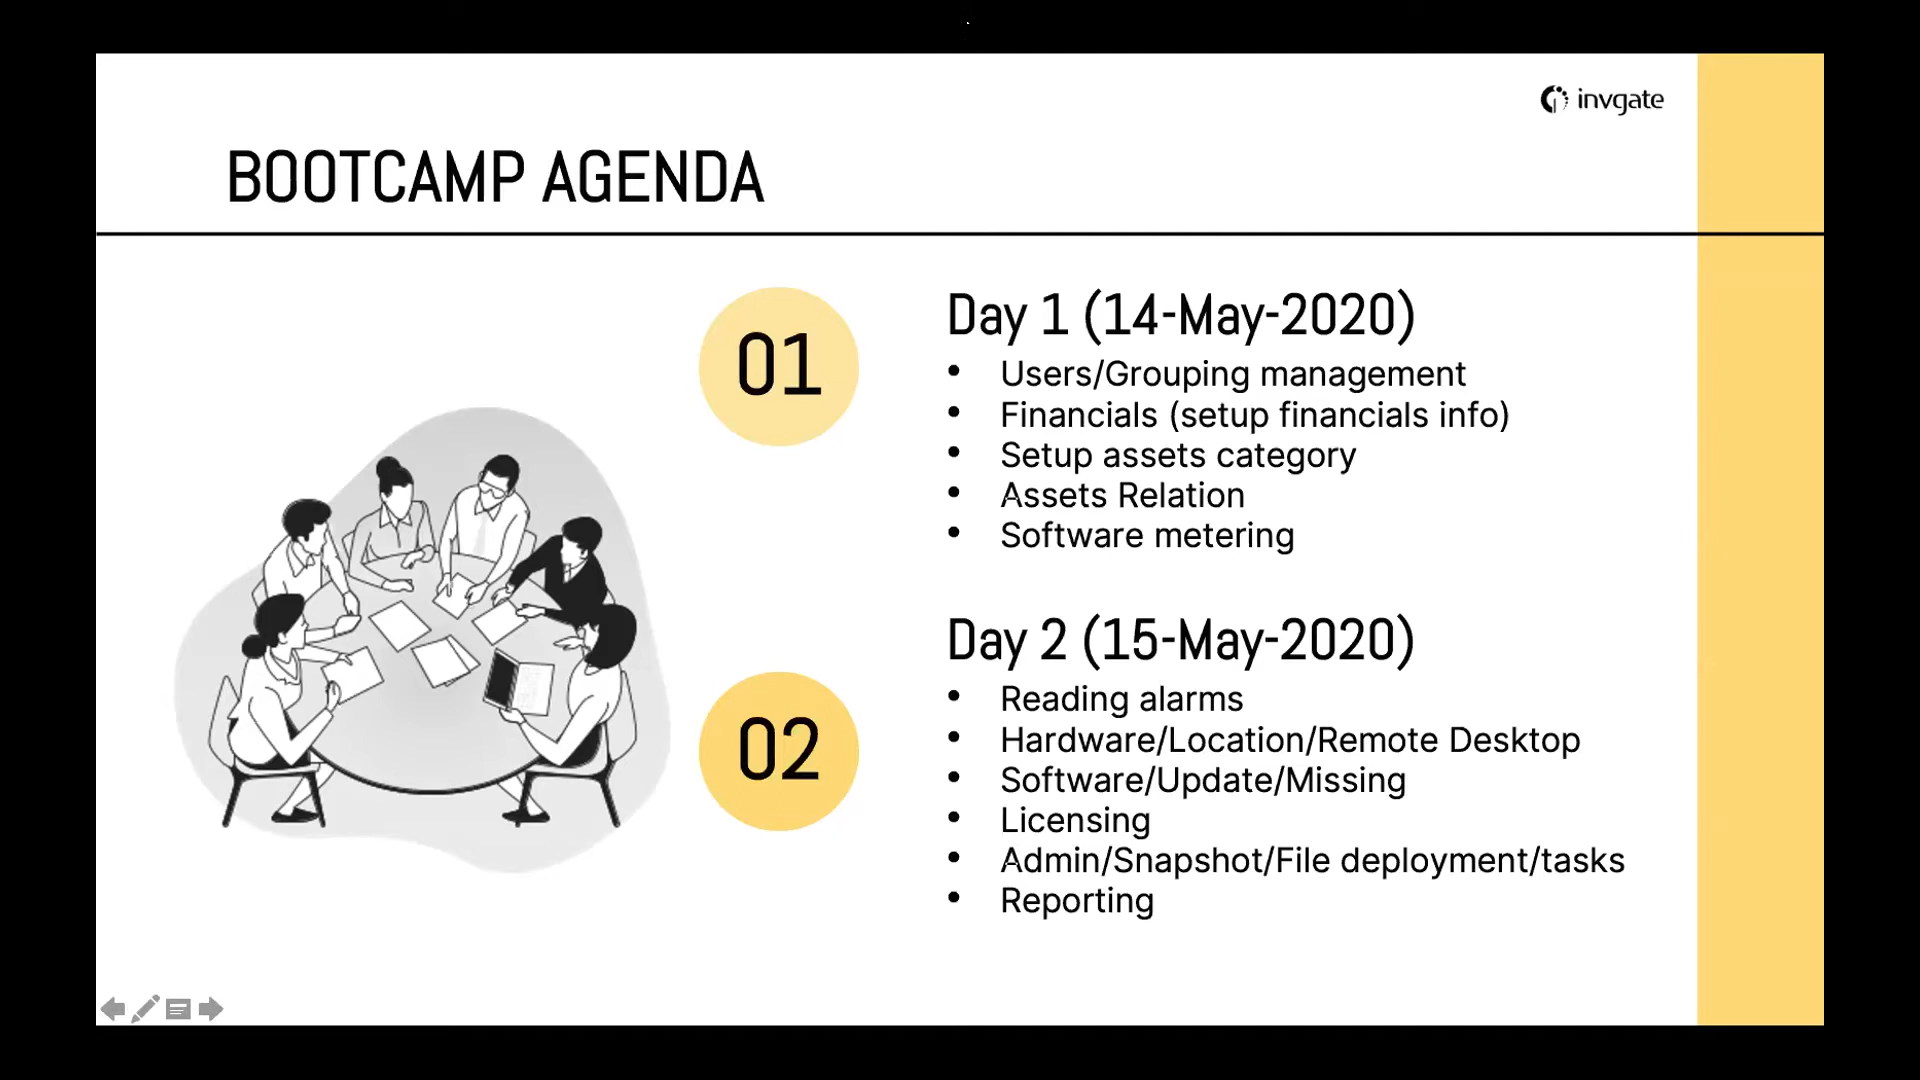 invgate
BOOTCAMP AGENDA
01
Day 1 (14-May-2020)
• Users/Grouping management
• Financials (setup financials info)
• Setup assets category
• Assets Relation
• Software metering
02
Day 2 (15-May-2020)
• Reading alarms
• Hardware/Location/Remote Desktop
• Software/Update/Missing
• Licensing
• Admin/Snapshot/File deployment/tasks
• Reporting